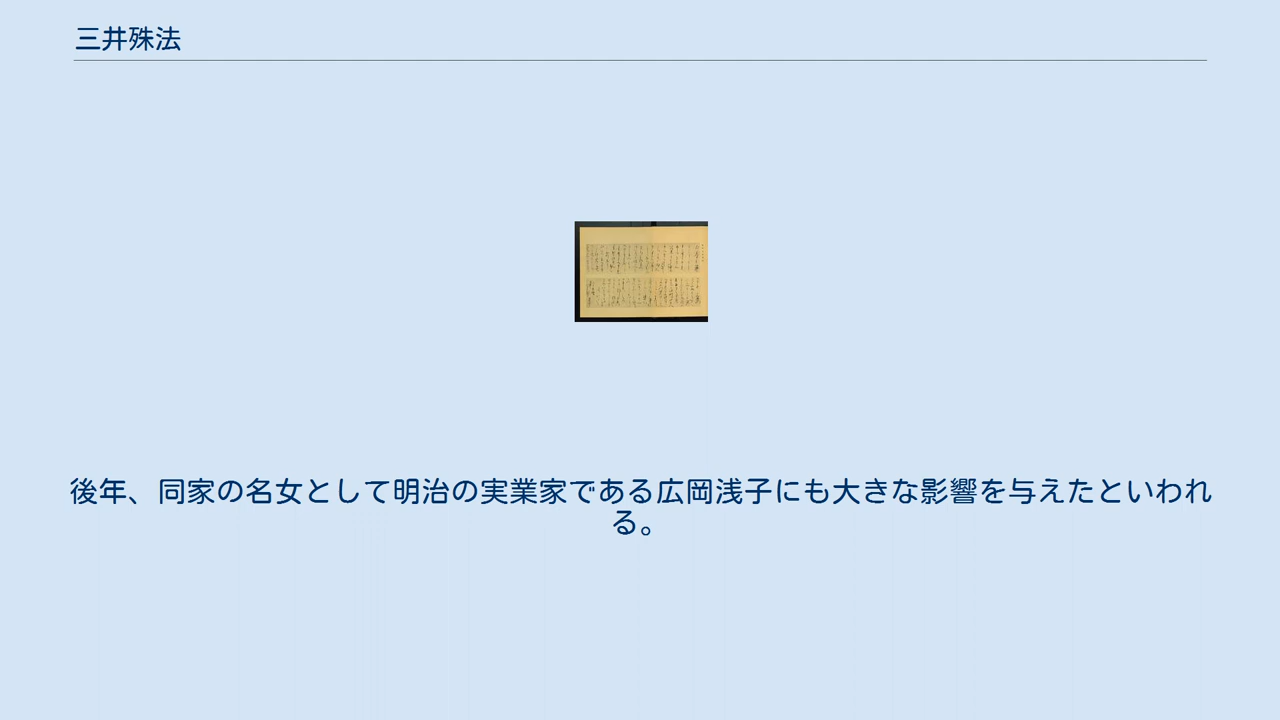 三井殊法
後年、同家の名女として明治の実業家である広岡浅子にも大きな影響を与えたといわれ
る。